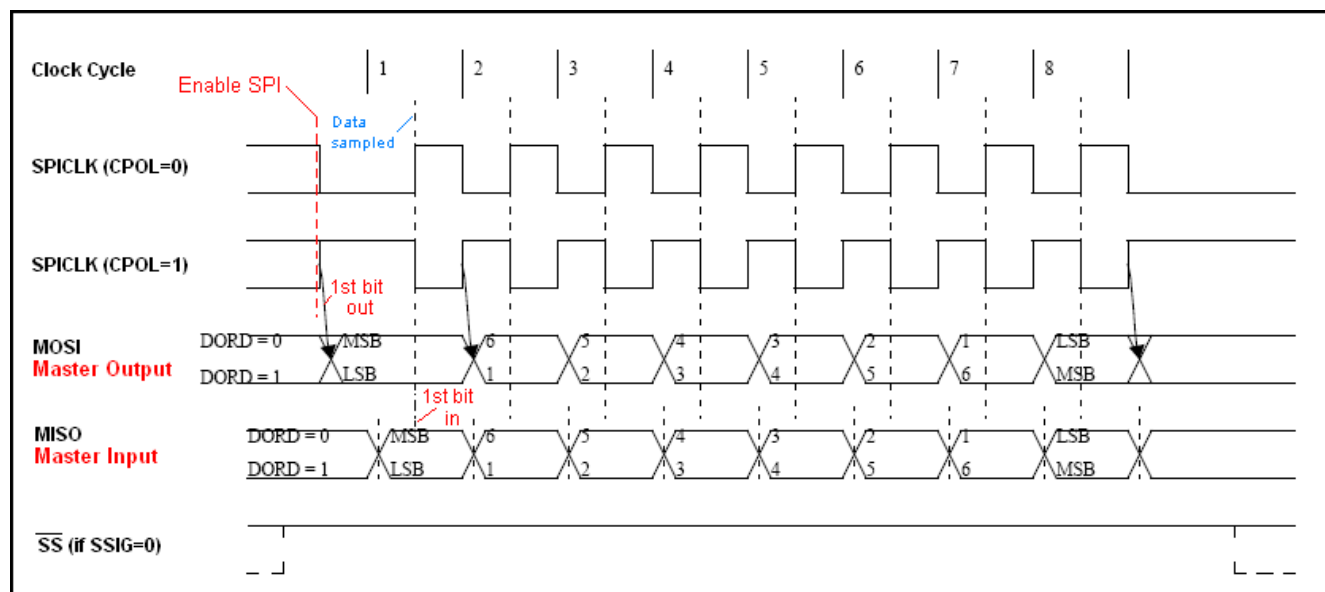 Clock Cycle
1 2 3 4 5 6 7 8
Enable SPI
Data
sampled
SPICLK (CPOL=0)
SPICLK (CPOL=1)
1st bit
out
MOSI
Master Output
DORD = 0 MSB 6 5 4 3 2 1 LSB
DORD = 1 LSB 1 2 3 4 5 6 MSB
1st bit
in
MISO
Master Input
DORD = 0 MSB 6 5 4 3 2 1 LSB
DORD = 1 LSB 1 2 3 4 5 6 MSB
SS (if SSIG=0)